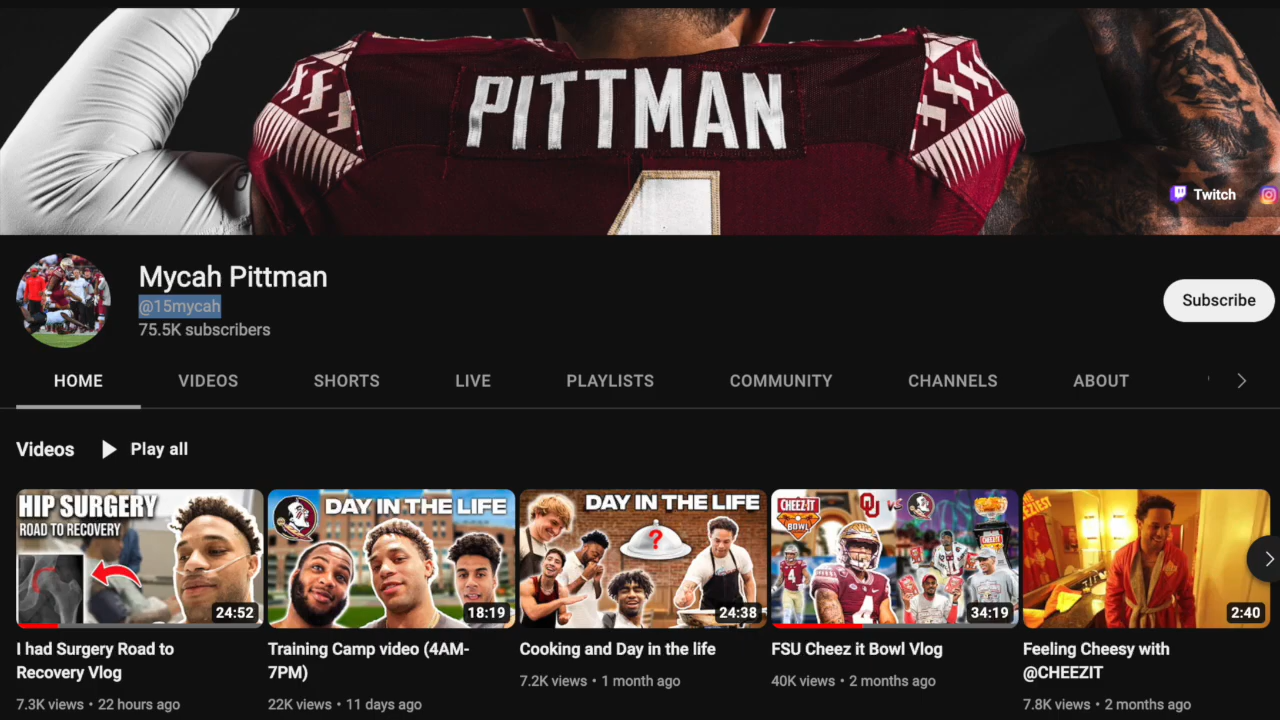 PITTMAN
Twitch
Mycah Pittman
@15mycah
75.5K subscribers
Subscribe
HOME VIDEOS SHORTS LIVE PLAYLISTS COMMUNITY CHANNELS ABOUT
Videos Play all
HIP SURGERY
ROAD TO RECOVERY
24:52
DAY IN THE LIFE
18:19
DAY IN THE LIFE
?
24:38
CHEEZ-IT
BOWL
OU VS
4
34:19
2:40
I had Surgery Road to
Recovery Vlog
7.3K views • 22 hours ago
Training Camp video (4AM-
7PM)
22K views • 11 days ago
Cooking and Day in the life
7.2K views • 1 month ago
FSU Cheez it Bowl Vlog
40K views • 2 months ago
Feeling Cheesy with
@CHEEZIT
7.8K views • 2 months ago